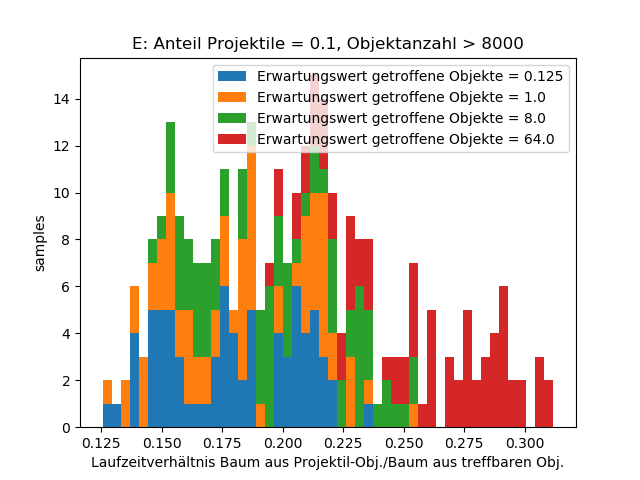 E: Anteil Projektile = 0.1, Objektanzahl > 8000
Erwartungswert getroffene Objekte = 0.125
Erwartungswert getroffene Objekte = 1.0
Erwartungswert getroffene Objekte = 8.0
Erwartungswert getroffene Objekte = 64.0
samples
14
12
10
8
6
4
2
0
0.125 0.150 0.175 0.200 0.225 0.250 0.275 0.300
Laufzeitverhältnis Baum aus Projektil-Obj./Baum aus treffbaren Obj.